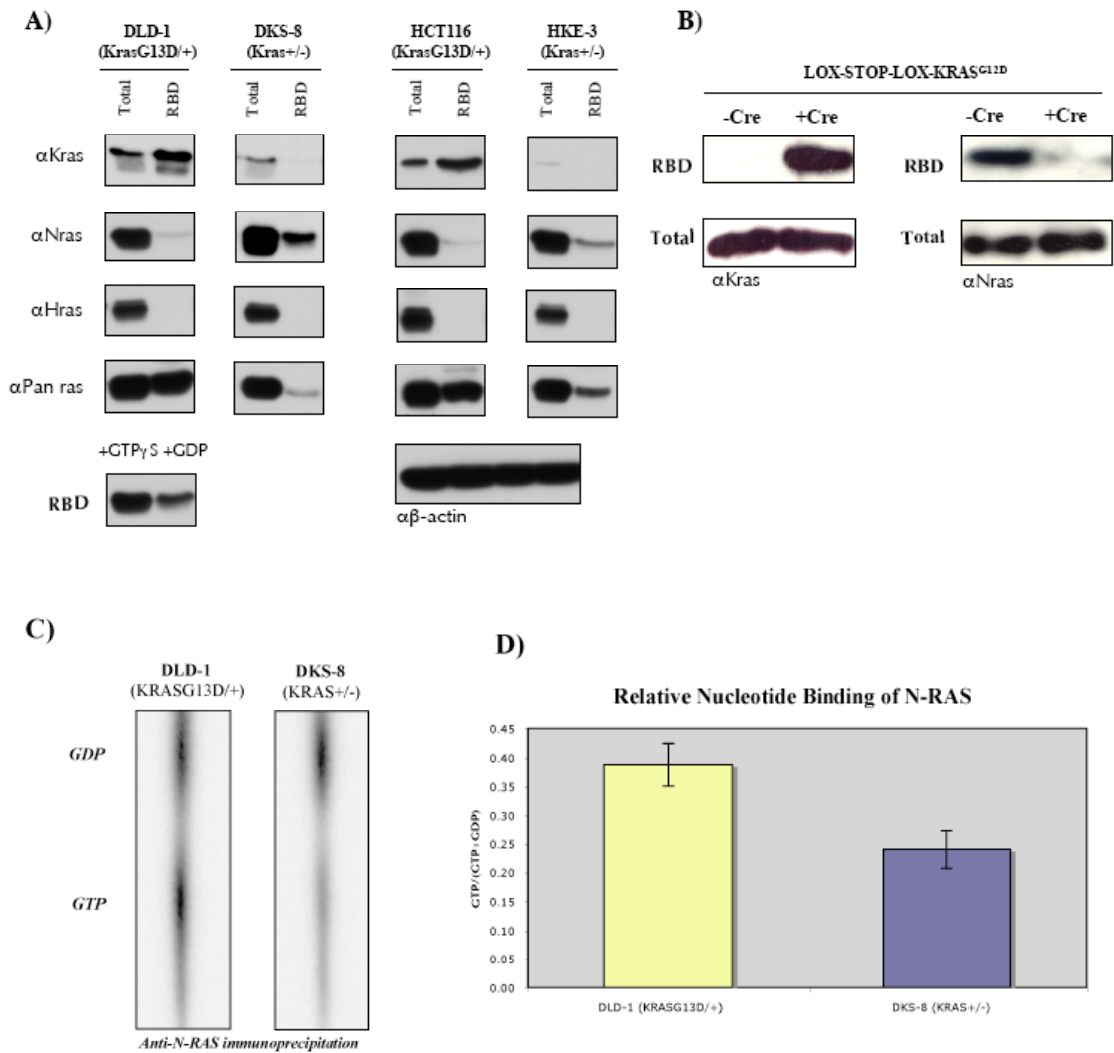 A)
DLD-1 DKS-8 HCT116 HKE-3
(KrasG13D/+) (Kras+/-) (KrasG13D/+) (Kras+/-)
Total RBD Total RBD Total RBD Total RBD
αKras
αNras
αHras
αPan ras
+GTPγS +GDP
RBD
αβ-actin
B)
LOX-STOP-LOX-KRASG12D
-Cre +Cre -Cre +Cre
RBD RBD
Total Total
αKras αNras
C)
DLD-1 DKS-8
(KRASG13D/+) (KRAS+/-)
GDP
GTP
Anti-N-RAS immunoprecipitation
D)
Relative Nucleotide Binding of N-RAS
GTP/(GTP+GDP)
0.45
0.40
0.35
0.30
0.25
0.20
0.15
0.10
0.05
0.00
DLD-1 (KRASG13D/+) DKS-8 (KRAS+/-)